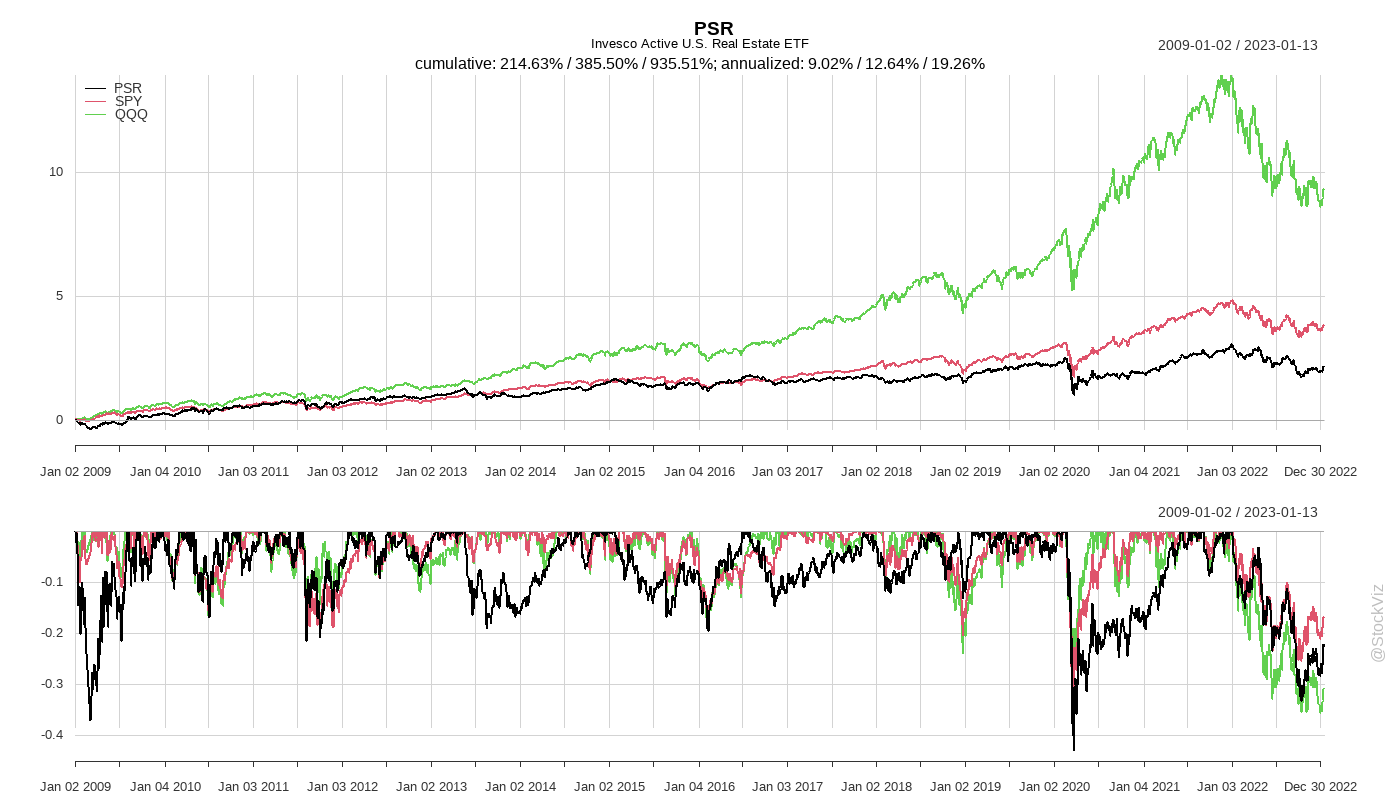 PSR
Invesco Active U.S. Real Estate ETF
2009-01-02 / 2023-01-13
cumulative: 214.63% / 385.50% / 935.51%; annualized: 9.02% / 12.64% / 19.26%
PSR
SPY
QQQ
10
5
0
Jan 02 2009 Jan 04 2010 Jan 03 2011 Jan 03 2012 Jan 02 2013 Jan 02 2014 Jan 02 2015 Jan 04 2016 Jan 03 2017 Jan 02 2018 Jan 02 2019 Jan 02 2020 Jan 04 2021 Jan 03 2022 Dec 30 2022
2009-01-02 / 2023-01-13
-0.1
-0.2
-0.3
-0.4
Jan 02 2009 Jan 04 2010 Jan 03 2011 Jan 03 2012 Jan 02 2013 Jan 02 2014 Jan 02 2015 Jan 04 2016 Jan 03 2017 Jan 02 2018 Jan 02 2019 Jan 02 2020 Jan 04 2021 Jan 03 2022 Dec 30 2022
@StockViz